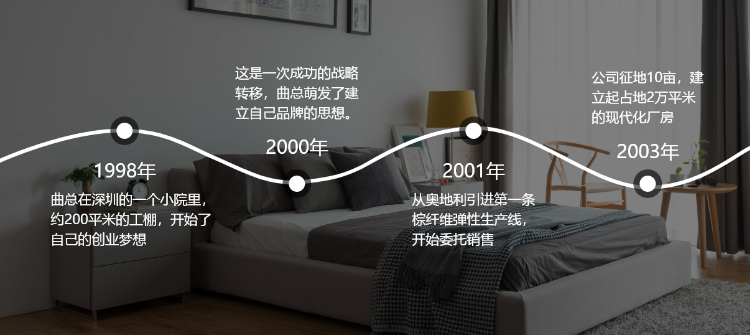 1998年
曲总在深圳的一个小院里，
约200平米的工棚，开始了
自己的创业梦想
这是一次成功的战略
转移，曲总萌发了建
立自己品牌的思想。
2000年
2001年
从奥地利引进第一条
棕纤维弹性生产线，
开始委托销售
公司征地10亩，建
立起占地2万平米
的现代化厂房
2003年